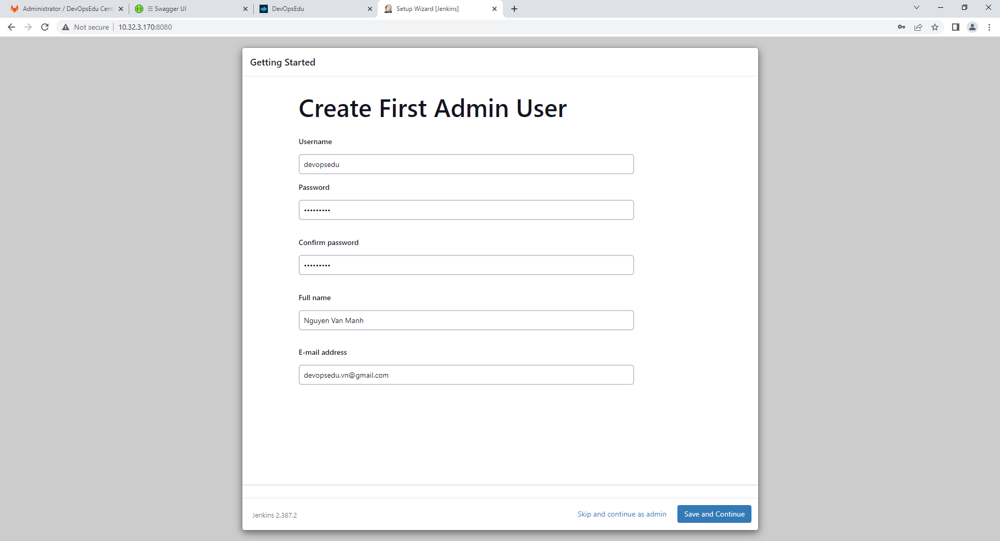 Administrator / DevOpsEdu Cent
Swagger UI
DevOpsEdu
Setup Wizard [Jenkins]
Not secure
10.32.3.170:8080
Getting Started
Create First Admin User
Username
devopsedu
Password
•••••••••
Confirm password
•••••••••
Full name
Nguyen Van Manh
E-mail address
devopsedu.vn@gmail.com
Jenkins 2.387.2
Skip and continue as admin
Save and Continue